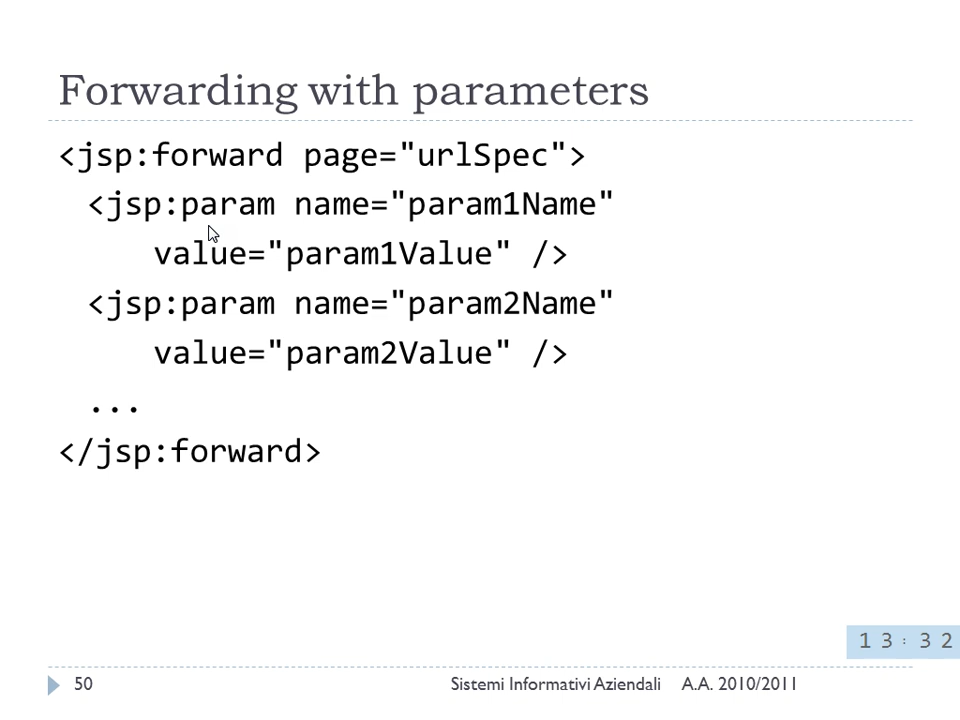 Forwarding with parameters
<jsp:forward page="urlSpec">
<jsp:param name="param1Name"
value="param1Value" />
<jsp:param name="param2Name"
value="param2Value" />
...
</jsp:forward>
13:32
50 Sistemi Informativi Aziendali A.A. 2010/2011